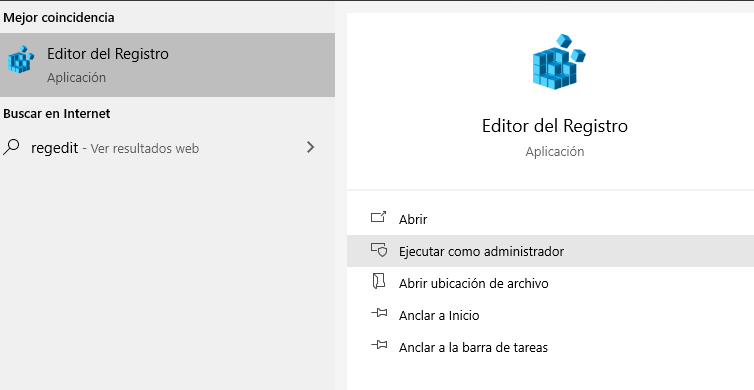 Mejor coincidencia
Editor del Registro
Aplicación
Buscar en Internet
regedit - Ver resultados web
Editor del Registro
Aplicación
Abrir
Ejecutar como administrador
Abrir ubicación de archivo
Anclar a Inicio
Anclar a la barra de tareas